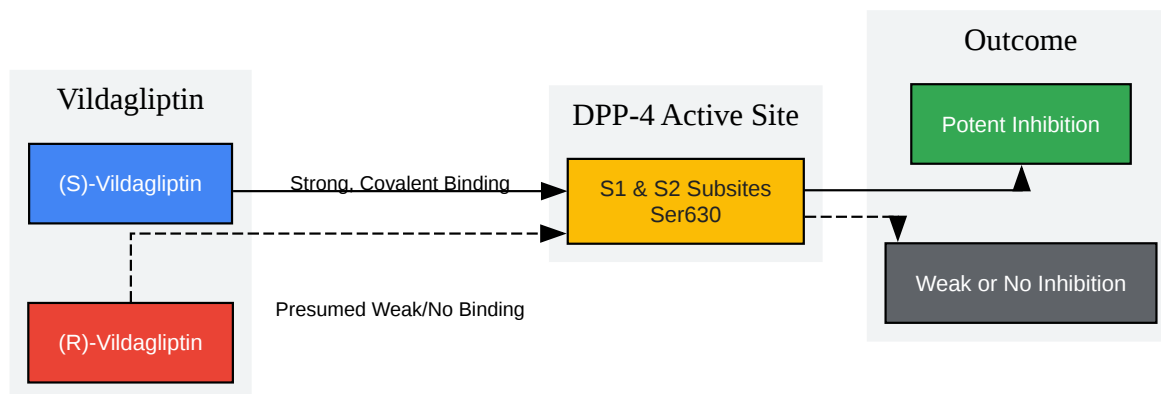 Vildagliptin
(S)-Vildagliptin
(R)-Vildagliptin
Strong, Covalent Binding
Presumed Weak/No Binding
DPP-4 Active Site
S1 & S2 Subsites
Ser630
Outcome
Potent Inhibition
Weak or No Inhibition